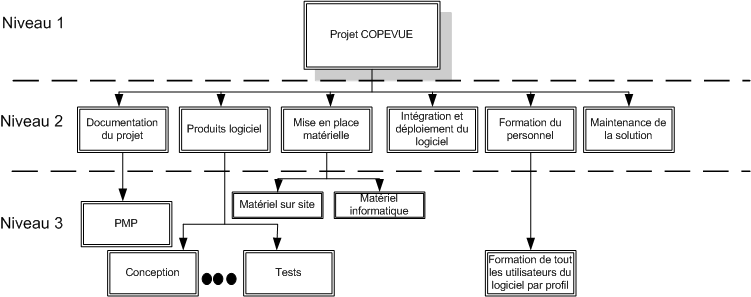 Niveau 1
Projet COPEVUE
Niveau 2
Documentation
du projet
Produits logiciel
Mise en place
matérielle
Intégration et
déploiement du
logiciel
Formation du
personnel
Maintenance de
la solution
Niveau 3
PMP
Matériel sur site
Matériel
informatique
Conception
Tests
Formation de tout
les utilisateurs du
logiciel par profil